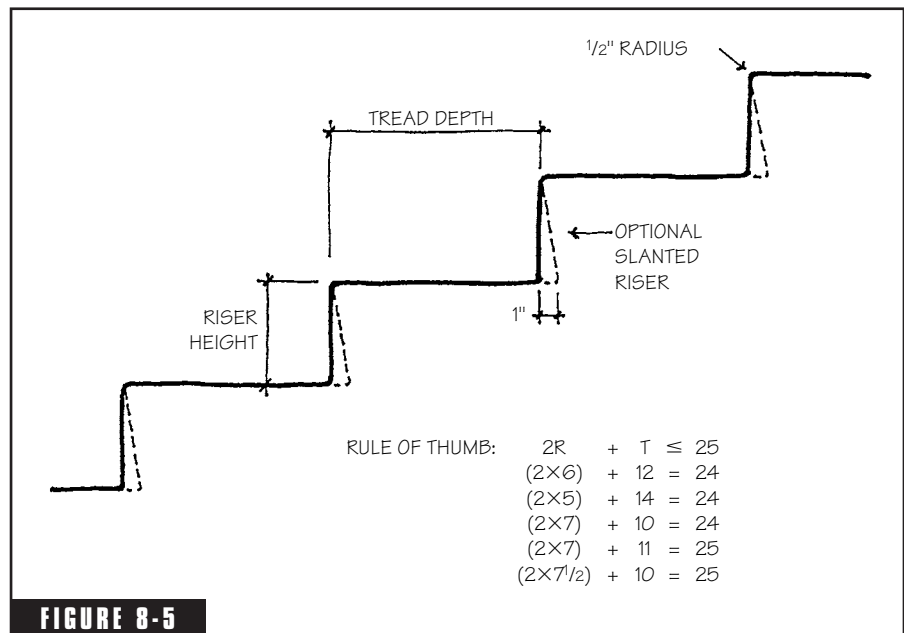 1/2" RADIUS
TREAD DEPTH
OPTIONAL
SLANTED
RISER
1"
RISER
HEIGHT
RULE OF THUMB: 2R + T ≤ 25
(2×6) + 12 = 24
(2×5) + 14 = 24
(2×7) + 10 = 24
(2×7) + 11 = 25
(2×71/2) + 10 = 25
FIGURE 8-5